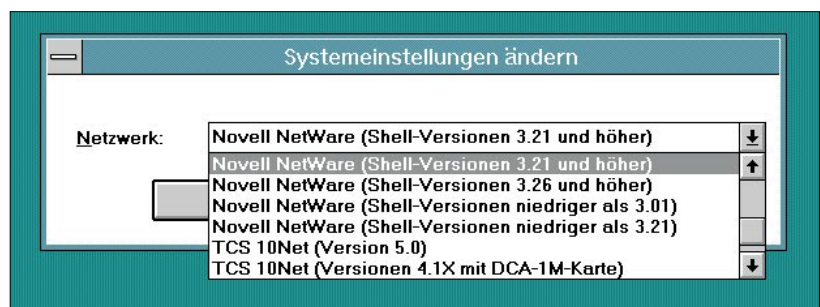 Systemeinstellungen ändern
Netzwerk:
Novell NetWare (Shell-Versionen 3.21 und höher)
Novell NetWare (Shell-Versionen 3.21 und höher)
Novell NetWare (Shell-Versionen 3.26 und höher)
Novell NetWare (Shell-Versionen niedriger als 3.01)
Novell NetWare (Shell-Versionen niedriger als 3.21)
TCS 10Net (Version 5.0)
TCS 10Net (Versionen 4.1X mit DCA-1M-Karte)